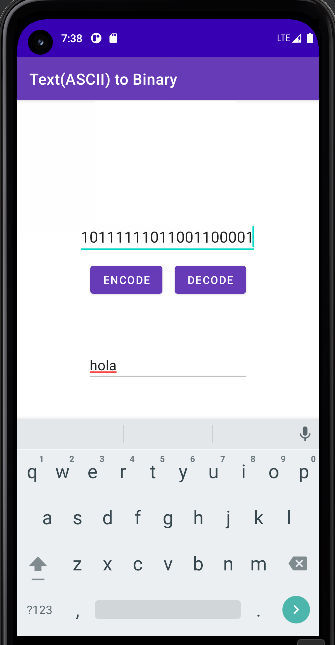 7:38 LTE
Text(ASCII) to Binary
10111111011001100001
ENCODE DECODE
hola
1 2 3 4 5 6 7 8 9 0
q w e r t y u i o p
a s d f g h j k l
z x c v b n m
?123 , .